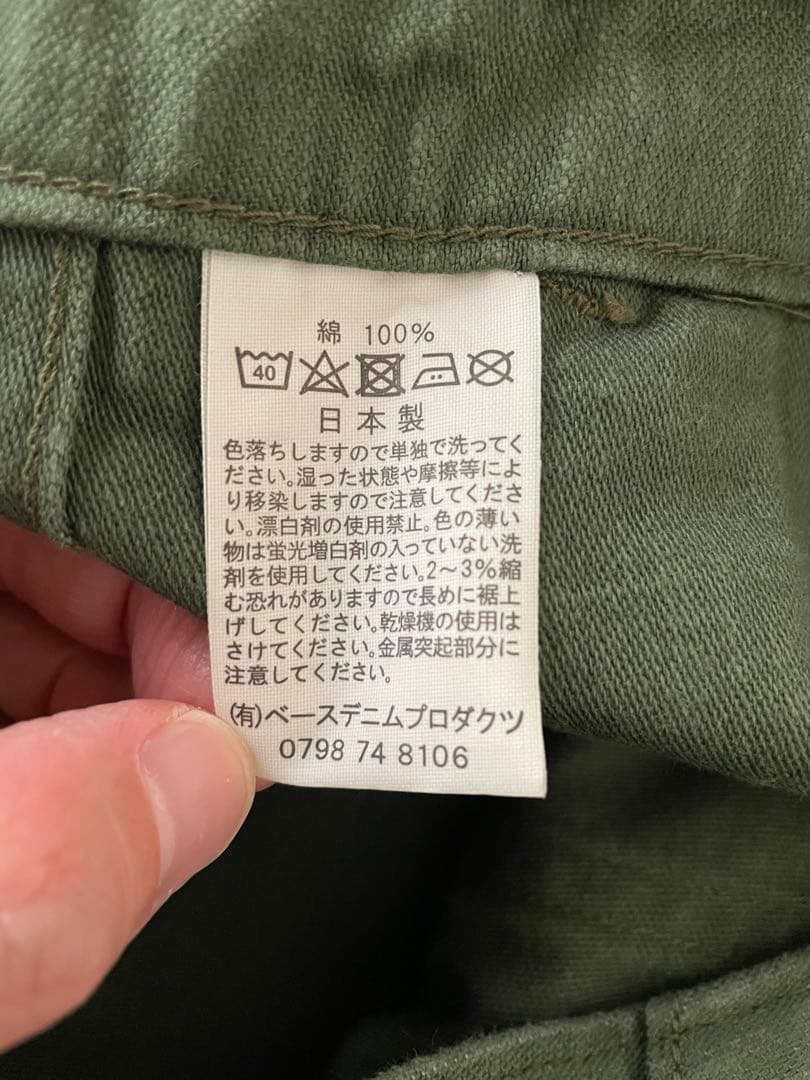 綿 100%
40
日本製
色落ちしますので単独で洗ってく
ださい。湿った状態や摩擦等によ
り移染しますので注意してくださ
い。漂白剤の使用禁止。色の薄い
物は蛍光増白剤の入っていない洗
剤を使用してください。2～3%縮
む恐れがありますので長めに裾上
げしてください。乾燥機の使用は
さけてください。金属突起部分に
注意してください。
(有)ベースデニムプロダクツ
0798 74 8106